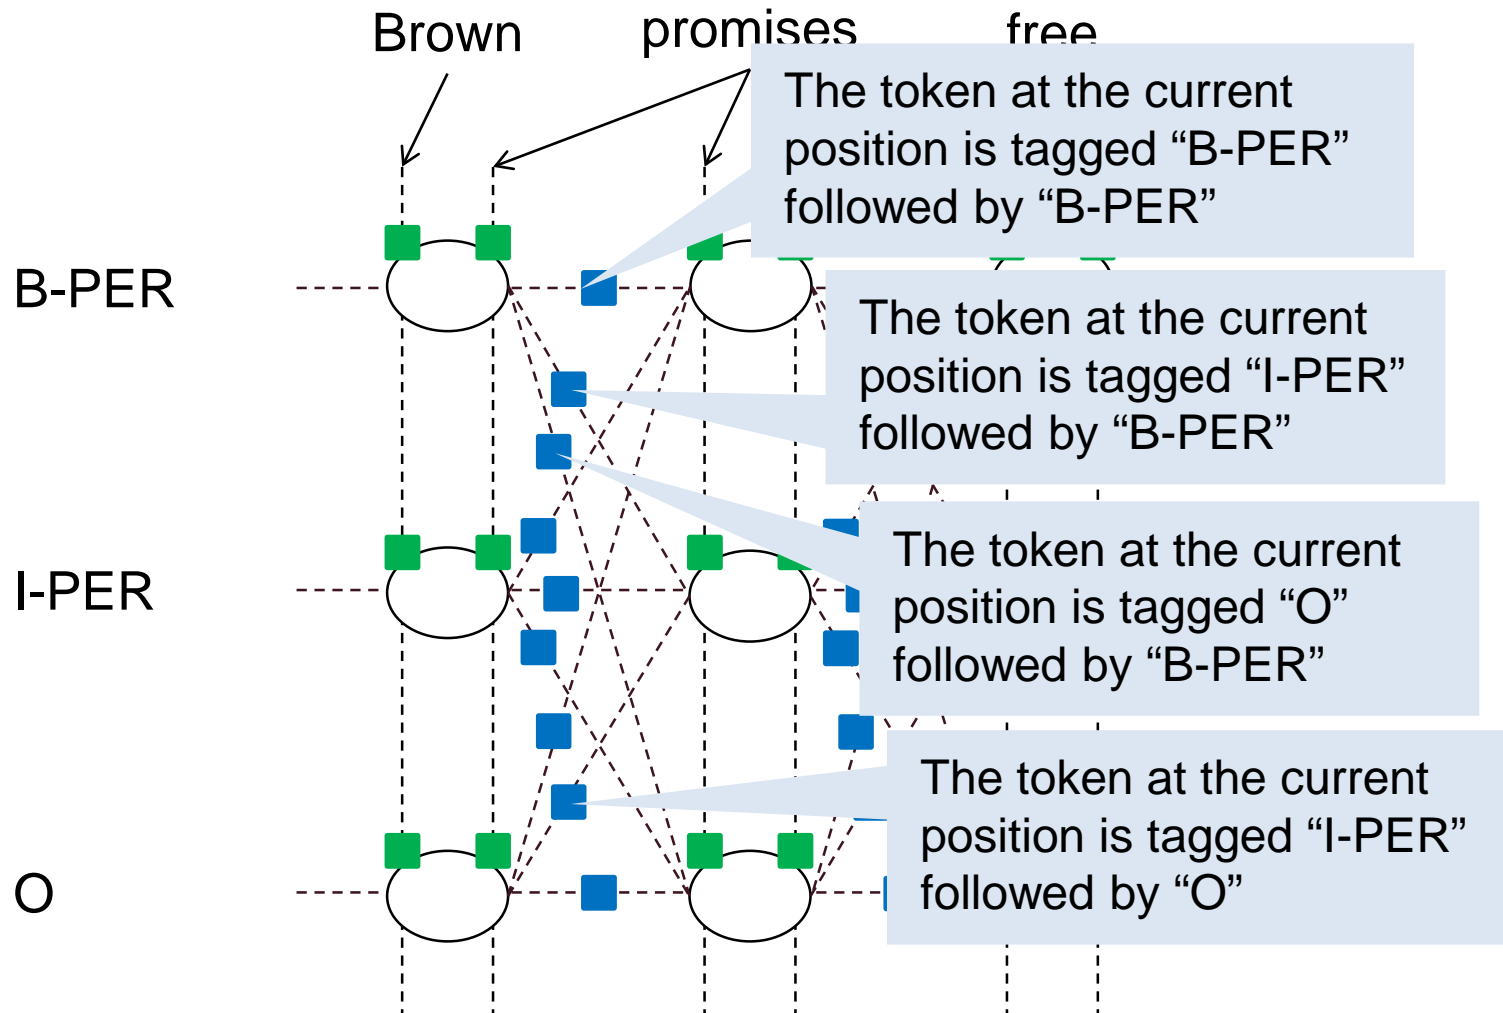 Brown promises free
The token at the current
position is tagged “B-PER”
followed by “B-PER”
B-PER
The token at the current
position is tagged “I-PER”
followed by “B-PER”
I-PER
The token at the current
position is tagged “O”
followed by “B-PER”
The token at the current
position is tagged “I-PER”
followed by “O”
O